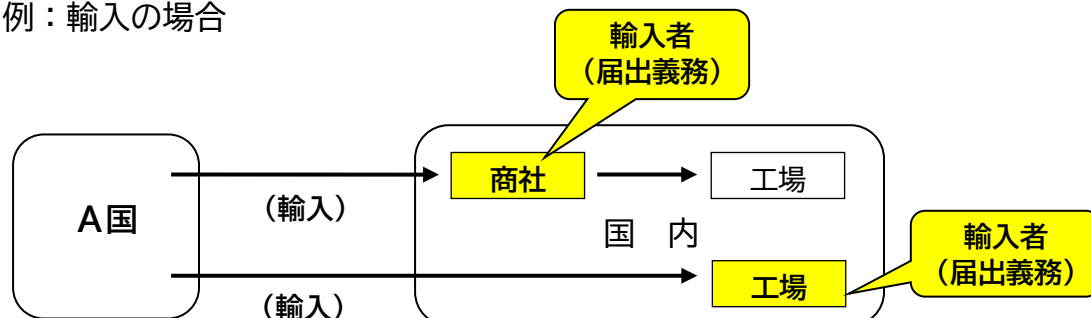 例：輸入の場合
輸入者
（届出義務）
商社
工場
A国
（輸入）
国　内
輸入者
（届出義務）
工場
（輸入）